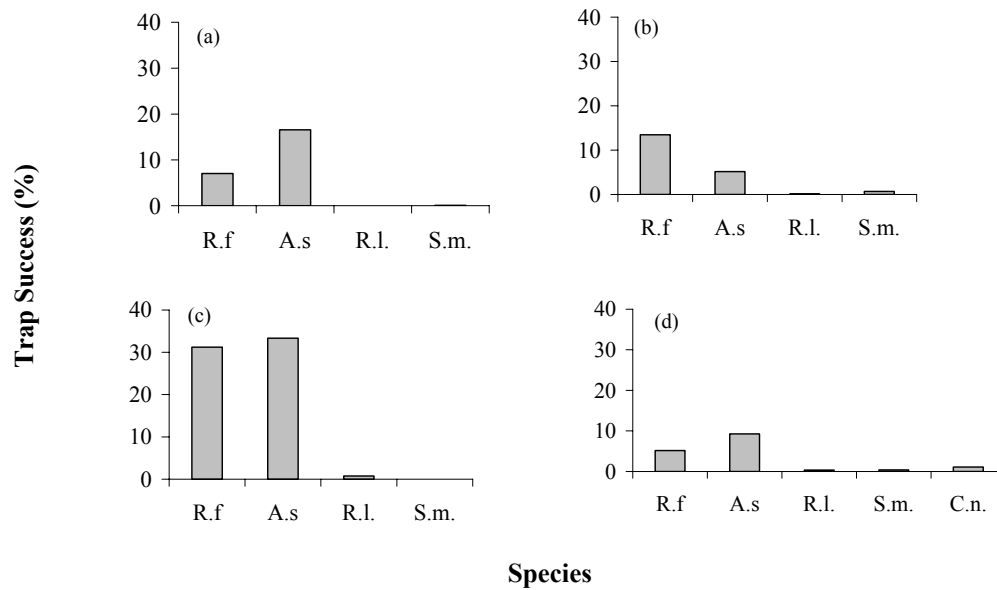 Trap Success (%)
(a)
40
30
20
10
0
R.f A.s R.l. S.m.
(b)
40
30
20
10
0
R.f A.s R.l. S.m.
(c)
40
30
20
10
0
R.f A.s R.l. S.m.
(d)
40
30
20
10
0
R.f A.s R.l. S.m. C.n.
Species